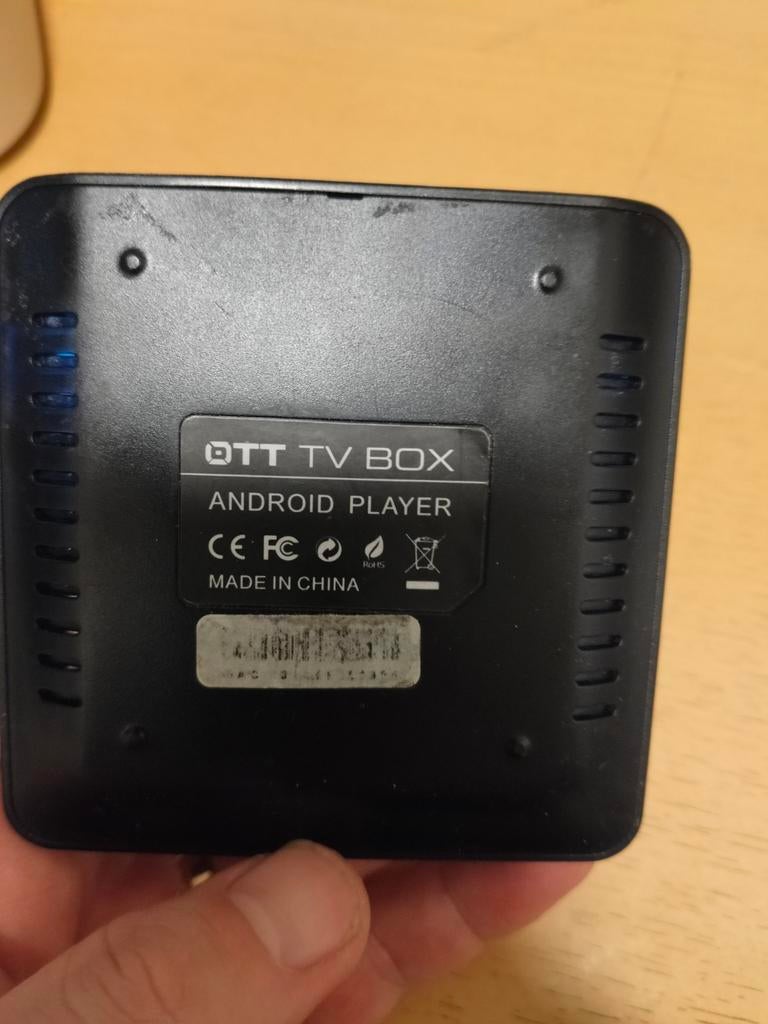 OTT TV BOX
ANDROID PLAYER
CE FC RoHS
MADE IN CHINA